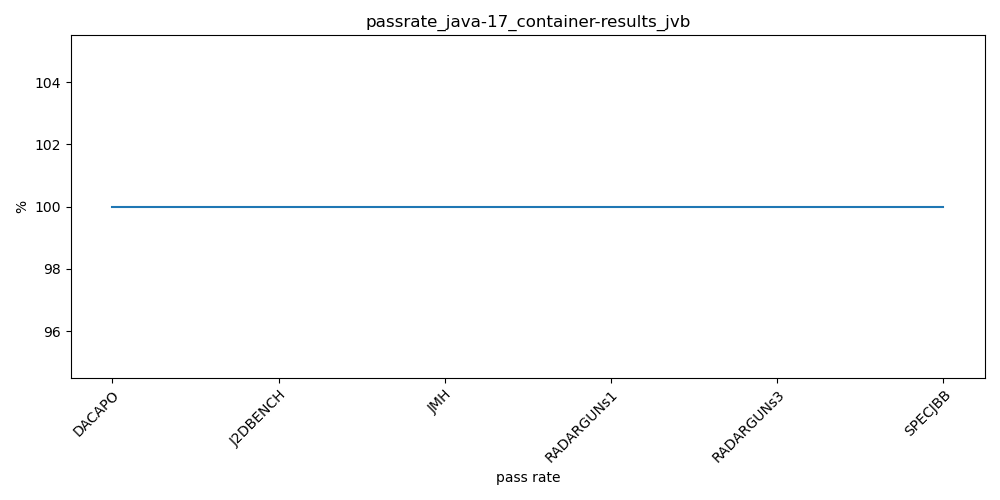 passrate_java-17_container-results_jvb
104
102
100
98
96
%
DACAPO
J2DBENCH
JMH
RADARGUNs1
RADARGUNs3
SPECJBB
pass rate